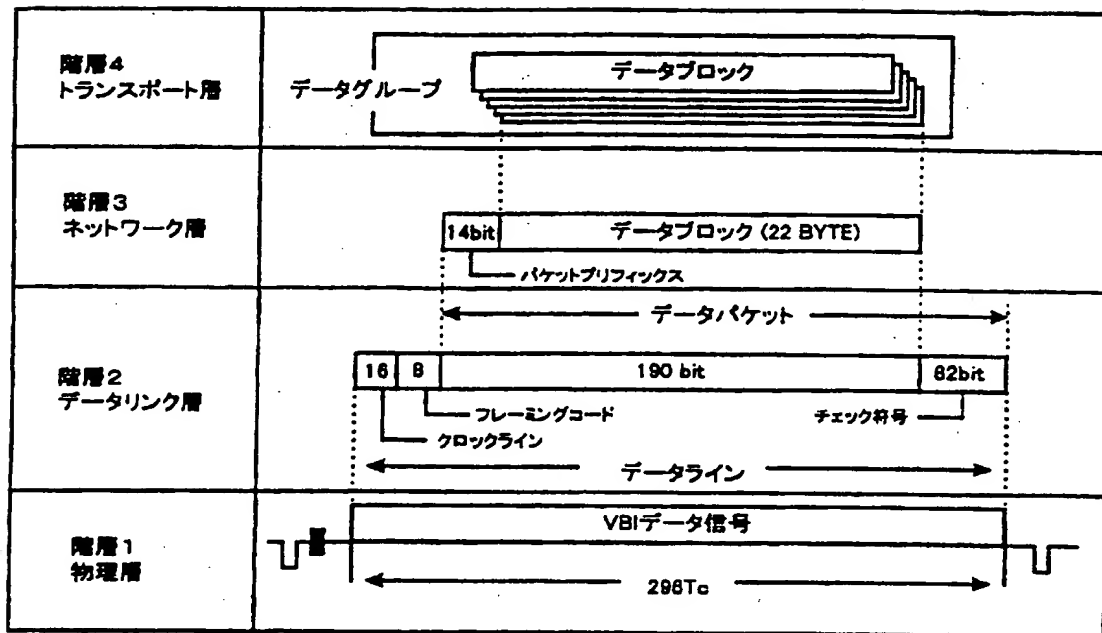 階層4
トランスポート層
データグループ
データブロック
階層3
ネットワーク層
14bit
データブロック (22 BYTE)
パケットプリフィックス
データパケット
階層2
データリンク層
16
8
190 bit
82bit
フレーミングコード
チェック符号
クロックライン
データライン
階層1
物理層
VBIデータ信号
296Tc